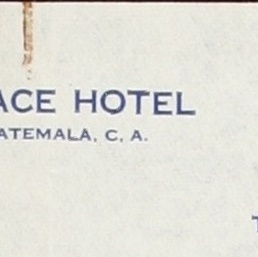 ACE HOTEL
ATEMALA, C. A.
T